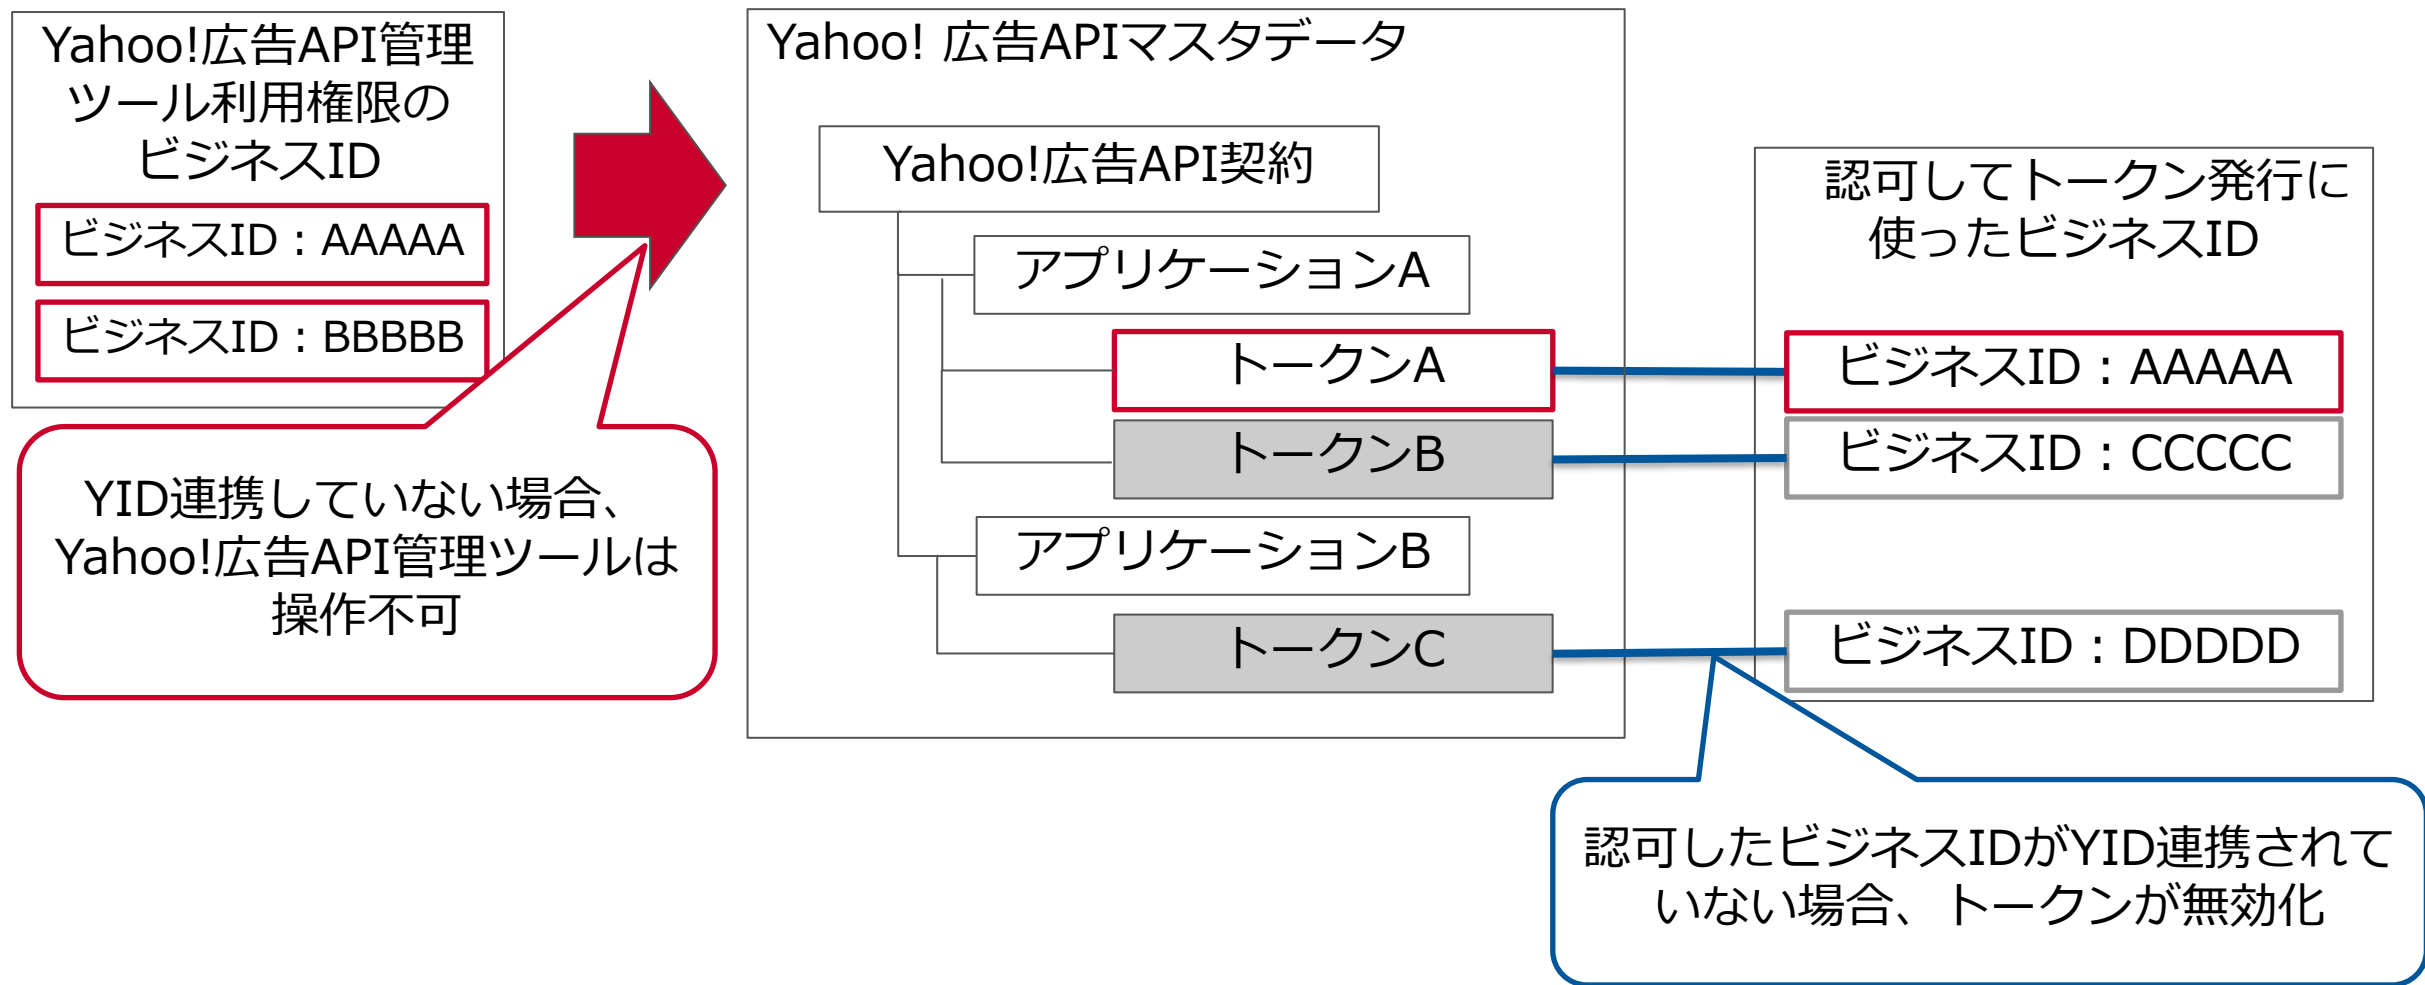 Yahoo!広告API管理
ツール利用権限の
ビジネスID
ビジネスID：AAAAA
ビジネスID：BBBBB
YID連携していない場合、
Yahoo!広告API管理ツールは
操作不可
Yahoo! 広告APIマスタデータ
Yahoo!広告API契約
アプリケーションA
トークンA
トークンB
アプリケーションB
トークンC
認可してトークン発行に
使ったビジネスID
ビジネスID：AAAAA
ビジネスID：CCCCC
ビジネスID：DDDDD
認可したビジネスIDがYID連携されて
いない場合、トークンが無効化